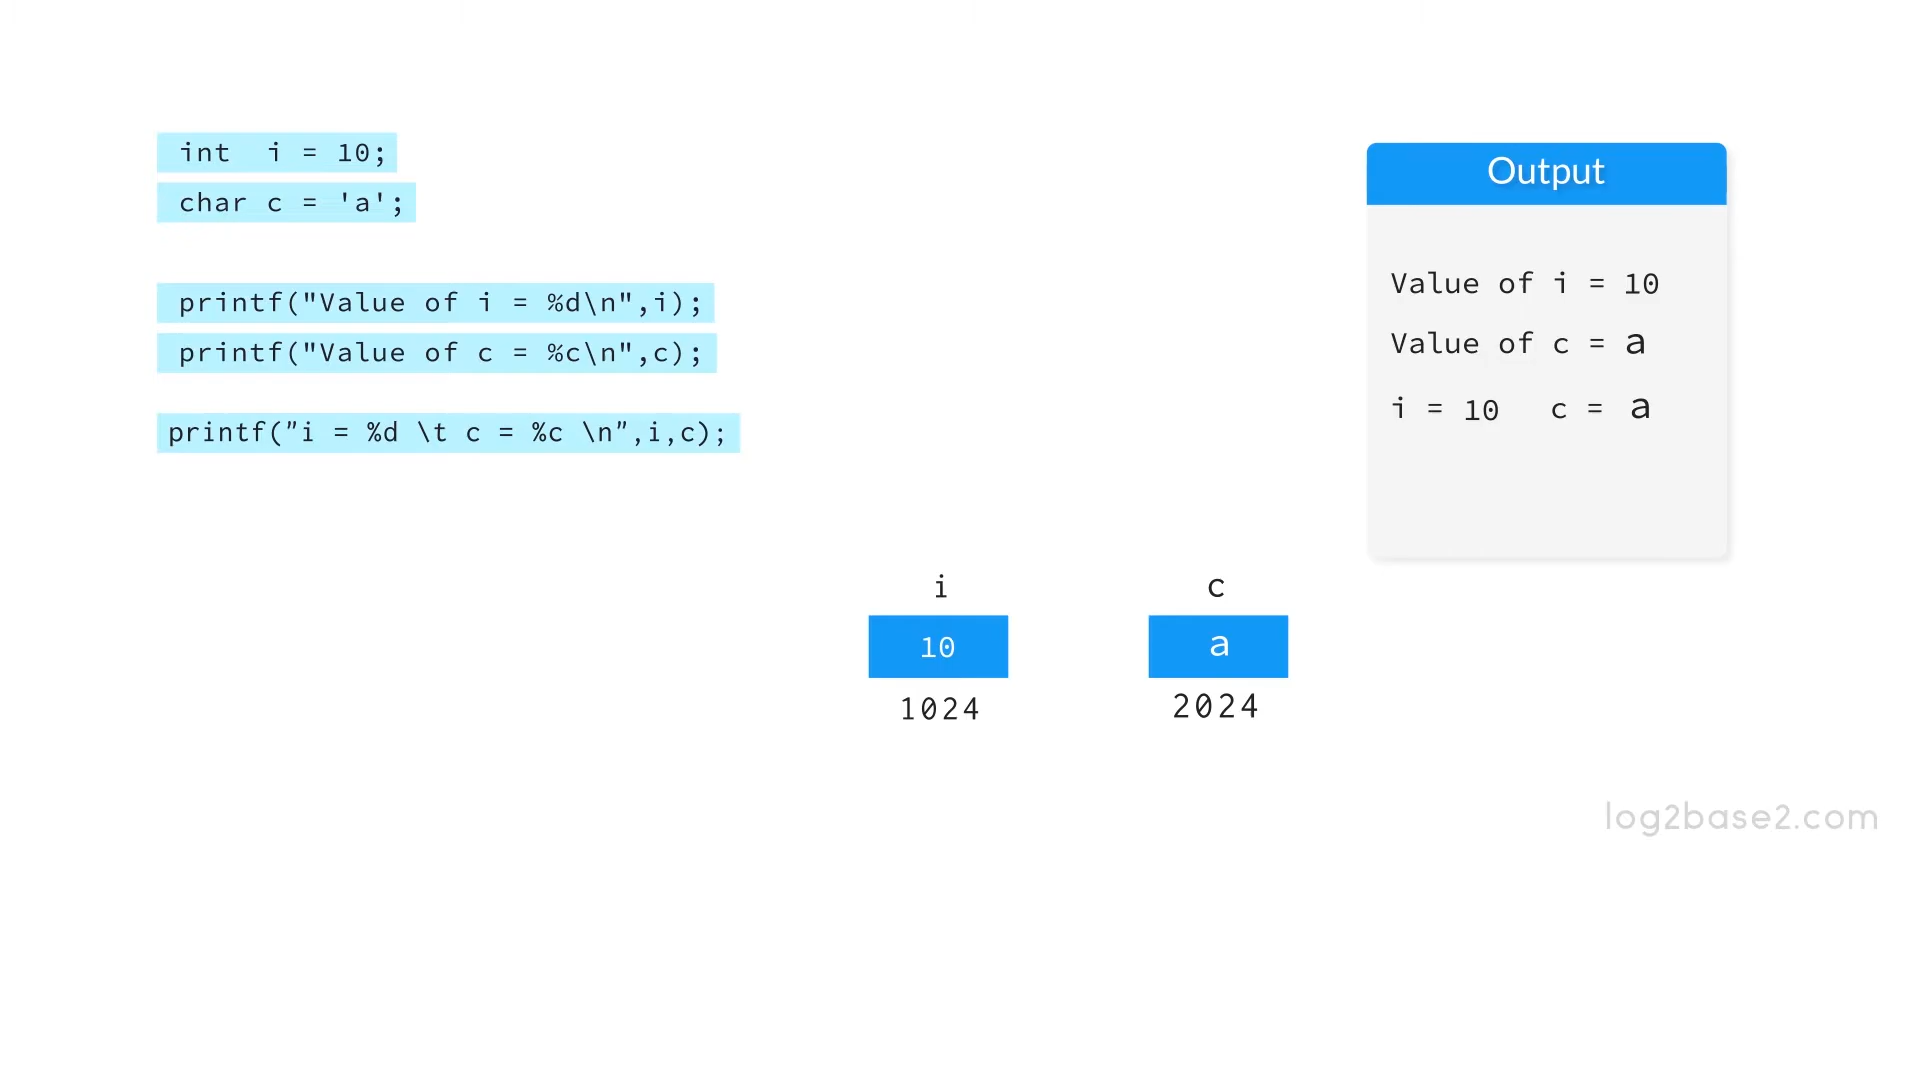 int  i = 10;
char c = 'a';
printf("Value of i = %d\n",i);
printf("Value of c = %c\n",c);
printf("i = %d \t c = %c \n",i,c);
Output
Value of i = 10
Value of c = a
i = 10   c = a
i
10
1024
c
a
2024
log2base2.com